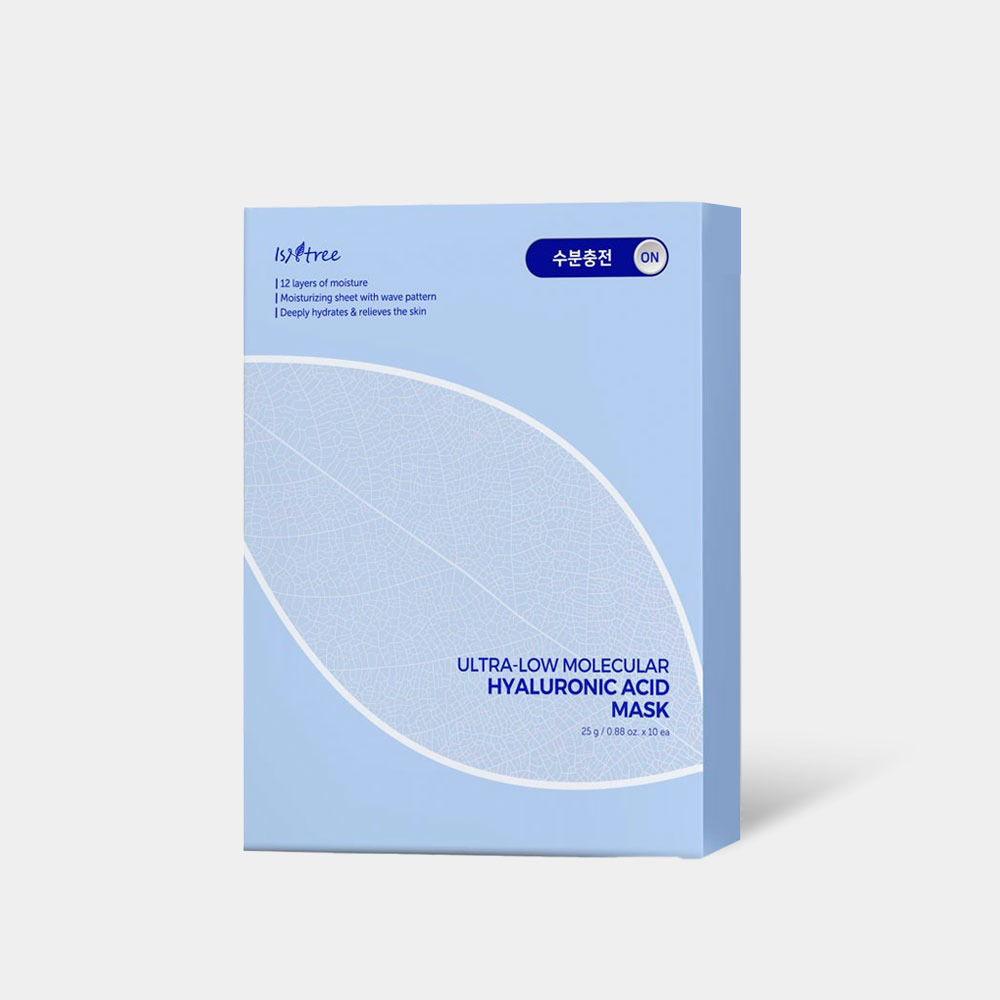 Isntree
12 layers of moisture
Moisturizing sheet with wave pattern
Deeply hydrates & relieves the skin
수분충전 ON
ULTRA-LOW MOLECULAR
HYALURONIC ACID
MASK
25 g / 0.88 oz. x 10 ea